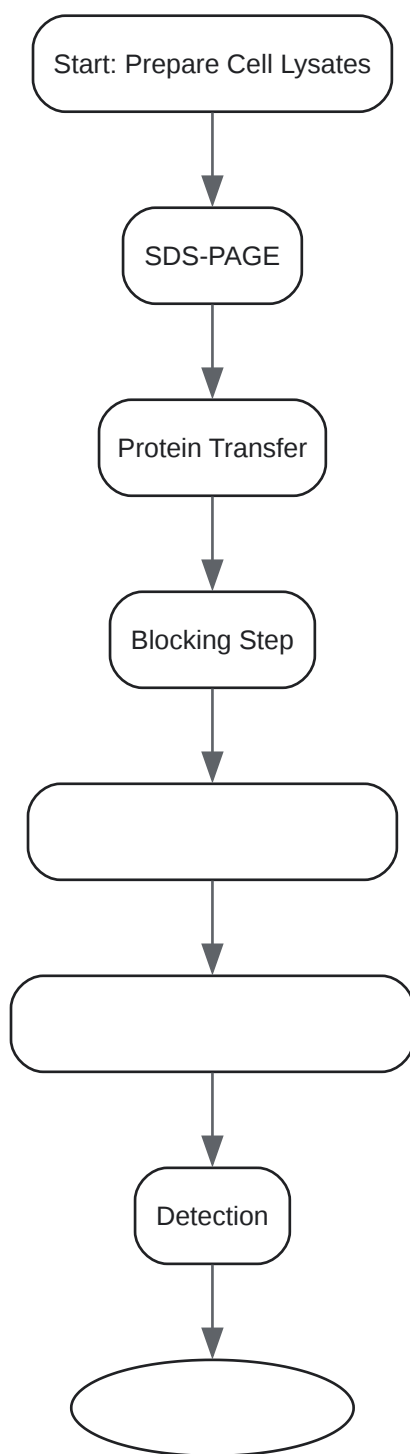 Start: Prepare Cell Lysates
SDS-PAGE
Protein Transfer
Blocking Step
Detection